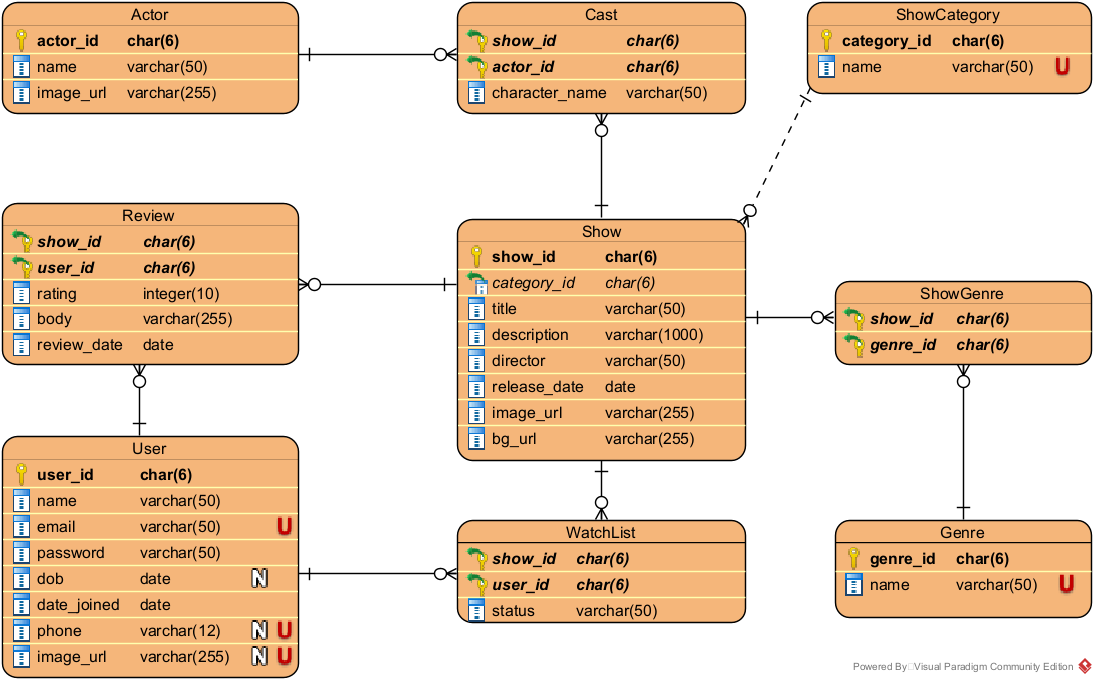 Actor
actor_id char(6)
name varchar(50)
image_url varchar(255)
Cast
show_id char(6)
actor_id char(6)
character_name varchar(50)
ShowCategory
category_id char(6)
name varchar(50) U
Review
show_id char(6)
user_id char(6)
rating integer(10)
body varchar(255)
review_date date
Show
show_id char(6)
category_id char(6)
title varchar(50)
description varchar(1000)
director varchar(50)
release_date date
image_url varchar(255)
bg_url varchar(255)
ShowGenre
show_id char(6)
genre_id char(6)
User
user_id char(6)
name varchar(50)
email varchar(50) U
password varchar(50)
dob date N
date_joined date
phone varchar(12) N U
image_url varchar(255) N U
WatchList
show_id char(6)
user_id char(6)
status varchar(50)
Genre
genre_id char(6)
name varchar(50) U
Powered By Visual Paradigm Community Edition